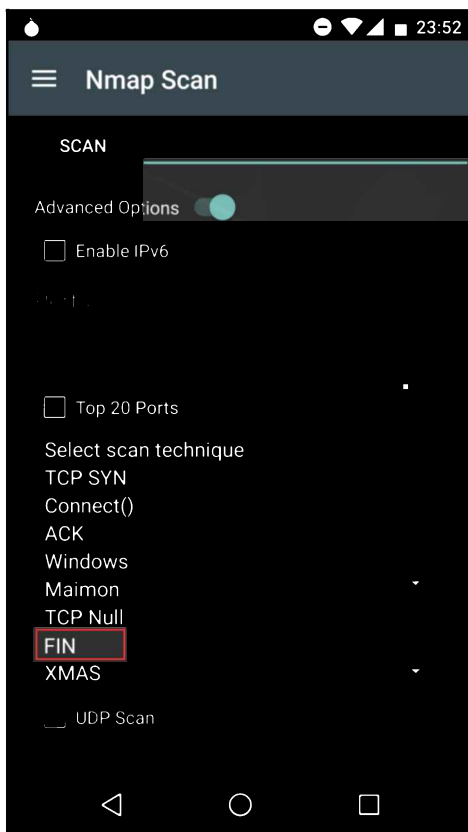 23:52
Nmap Scan
SCAN
Advanced Options
Enable IPv6
Top 20 Ports
Select scan technique
TCP SYN
Connect()
ACK
Windows
Maimon
TCP Null
FIN
XMAS
UDP Scan